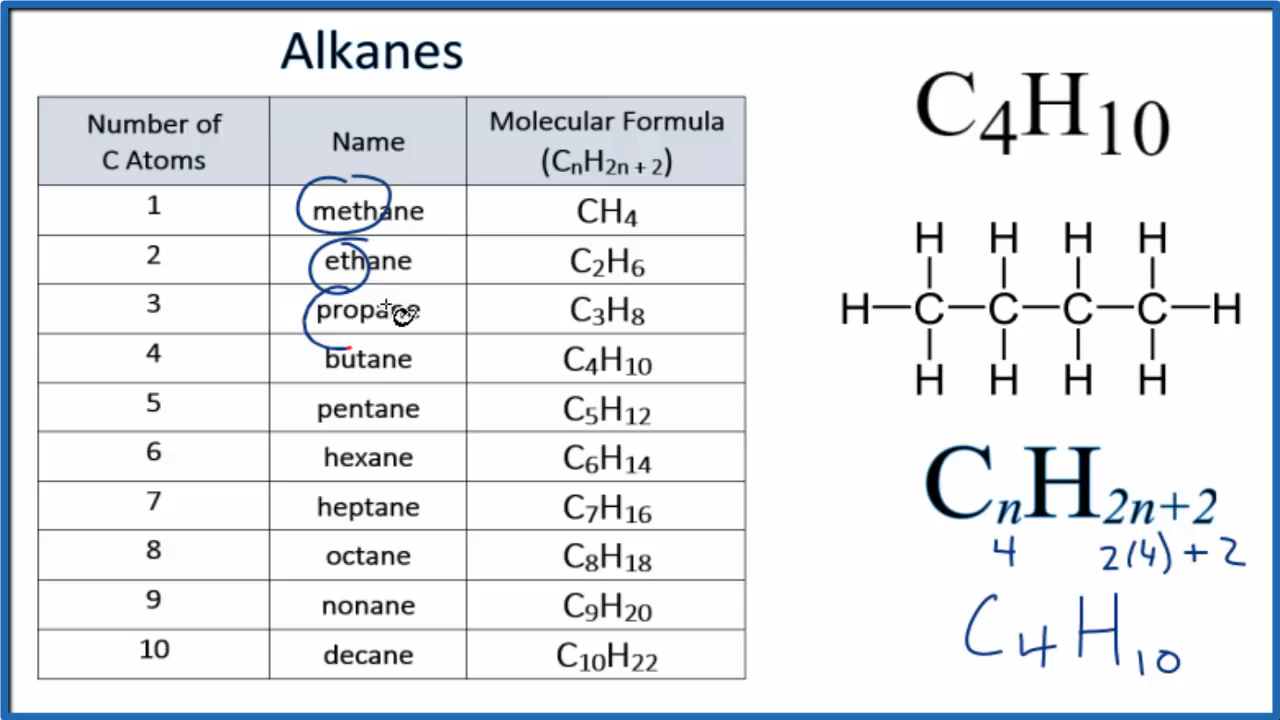 Alkanes
Number of C Atoms Name Molecular Formula (CₙH₂ₙ ₊ ₂)
1 methane CH₄
2 ethane C₂H₆
3 propane C₃H₈
4 butane C₄H₁₀
5 pentane C₅H₁₂
6 hexane C₆H₁₄
7 heptane C₇H₁₆
8 octane C₈H₁₈
9 nonane C₉H₂₀
10 decane C₁₀H₂₂
C₄H₁₀
H H H H
H C C C C H
H H H H
CₙH₂ₙ₊₂
4 2(4) + 2
C₄H₁₀